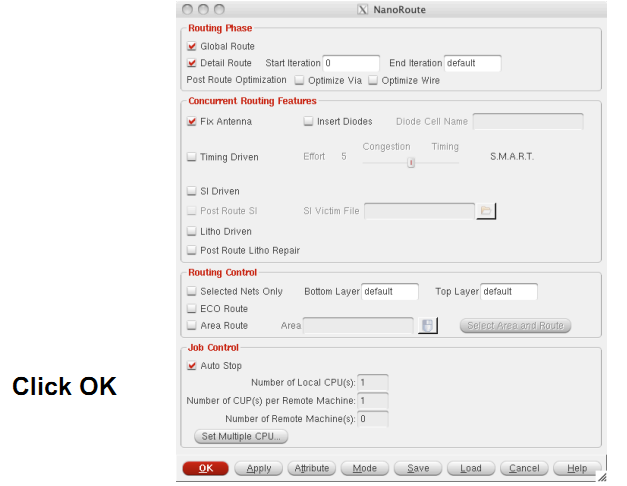 NanoRoute
Routing Phase
Global Route
Detail Route Start Iteration 0 End Iteration default
Post Route Optimization Optimize Via Optimize Wire
Concurrent Routing Features
Fix Antenna Insert Diodes Diode Cell Name
Congestion Timing
Timing Driven Effort 5 S.M.A.R.T.
SI Driven
Post Route SI SI Victim File
Litho Driven
Post Route Litho Repair
Routing Control
Selected Nets Only Bottom Layer default Top Layer default
ECO Route
Area Route Area Select Area and Route
Job Control
Auto Stop
Click OK
Number of Local CPU(s): 1
Number of CUP(s) per Remote Machine: 1
Number of Remote Machine(s): 0
Set Multiple CPU...
OK Apply Attribute Mode Save Load Cancel Help